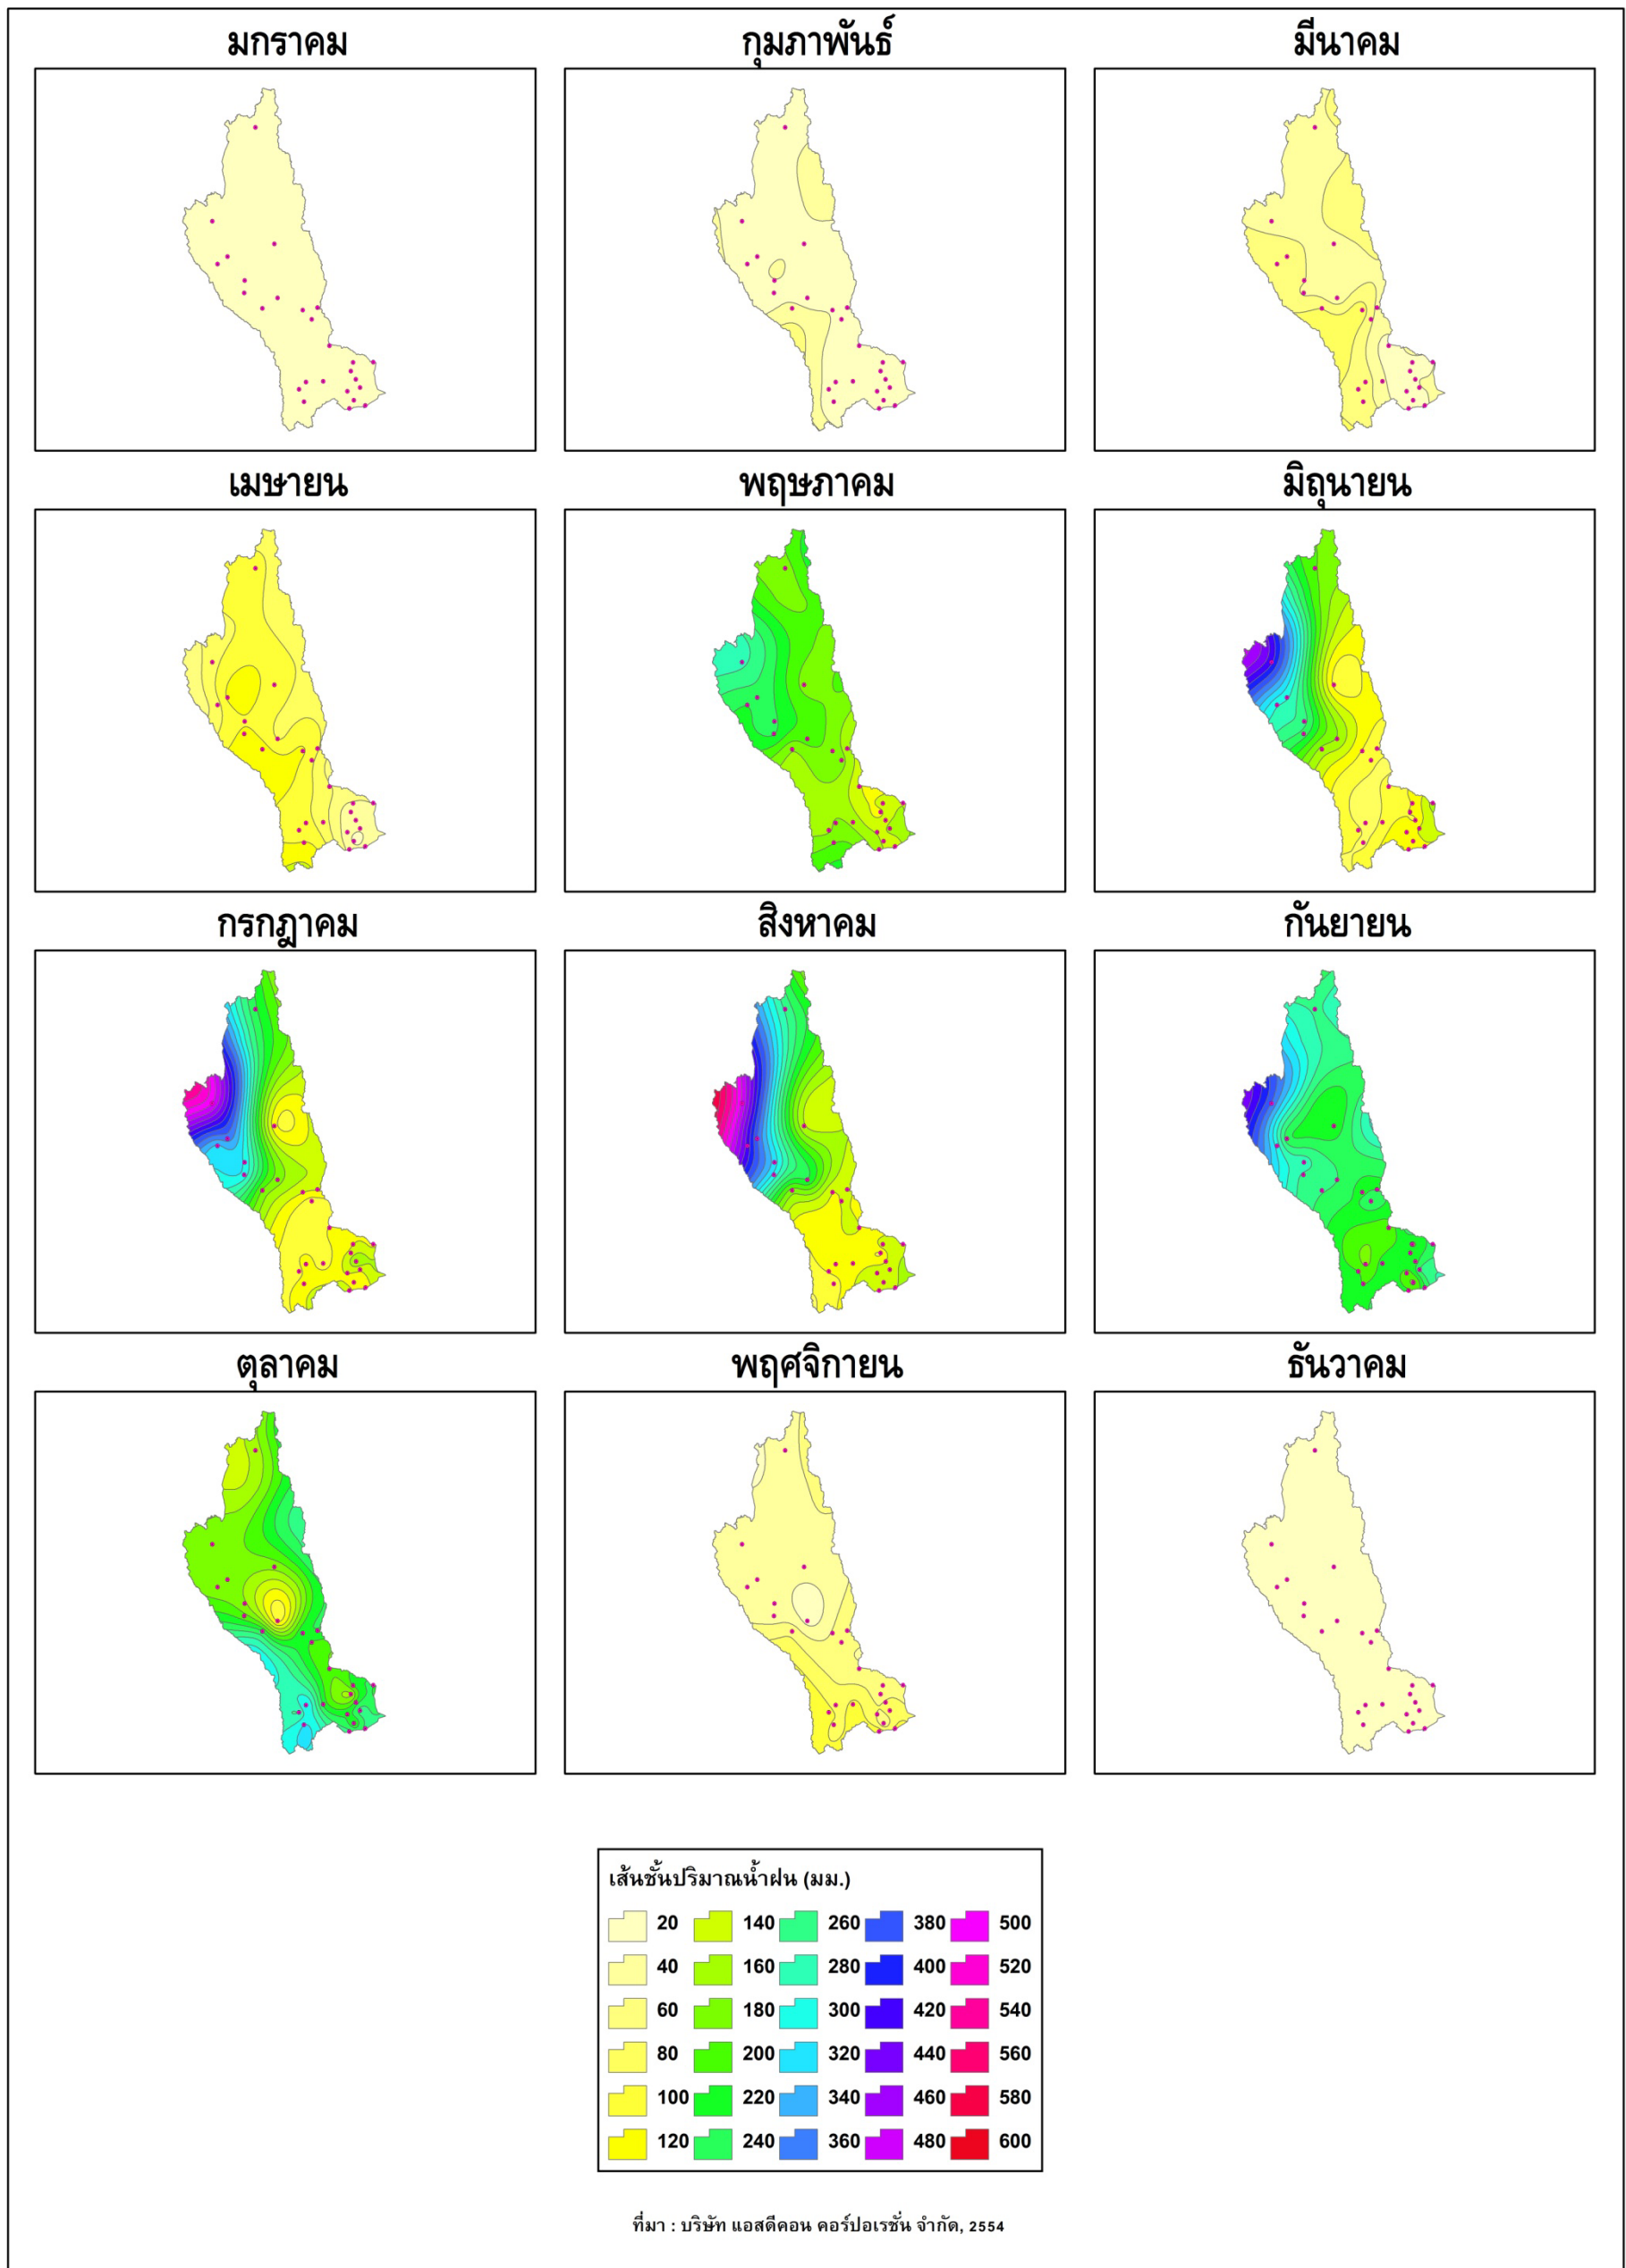 มกราคม
กุมภาพันธ์
มีนาคม
เมษายน
พฤษภาคม
มิถุนายน
กรกฎาคม
สิงหาคม
กันยายน
ตุลาคม
พฤศจิกายน
ธันวาคม
เส้นชั้นปริมาณน้ำฝน (มม.)
20 140 260 380 500
40 160 280 400 520
60 180 300 420 540
80 200 320 440 560
100 220 340 460 580
120 240 360 480 600
ที่มา : บริษัท แอสดีคอน คอร์ปอเรชั่น จำกัด, 2554